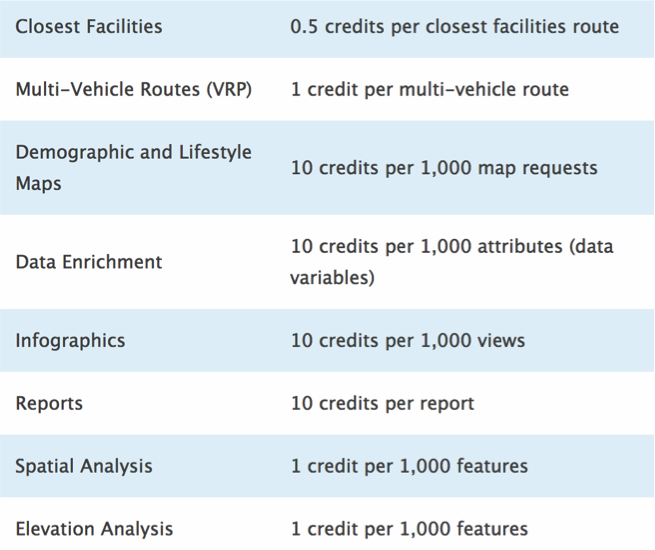 Closest Facilities
0.5 credits per closest facilities route
Multi-Vehicle Routes (VRP)
1 credit per multi-vehicle route
Demographic and Lifestyle
Maps
10 credits per 1,000 map requests
Data Enrichment
10 credits per 1,000 attributes (data
variables)
Infographics
10 credits per 1,000 views
Reports
10 credits per report
Spatial Analysis
1 credit per 1,000 features
Elevation Analysis
1 credit per 1,000 features